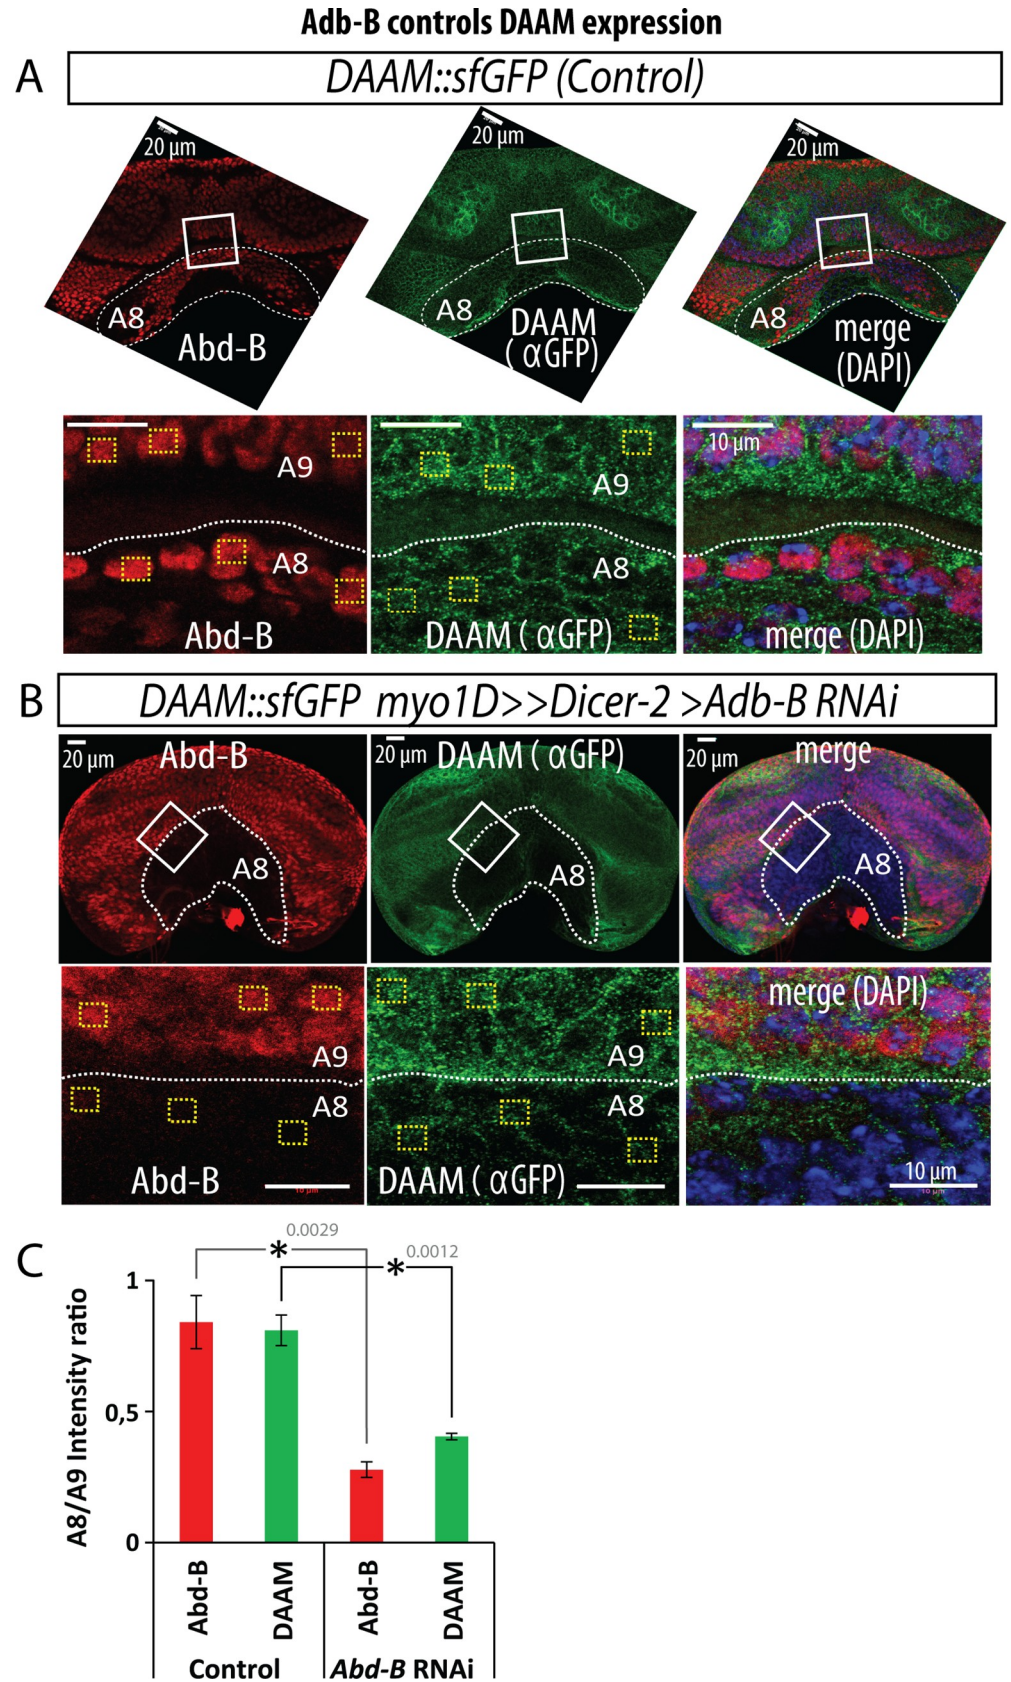 Adb-B controls DAAM expression
A
DAAM::sfGFP (Control)
20 µm
20 µm
20 µm
A8
Abd-B
A8
DAAM
( αGFP)
A8
merge
(DAPI)
A9
A8
Abd-B
A9
A8
DAAM ( αGFP)
10 µm
merge (DAPI)
B
DAAM::sfGFP myo1D>>Dicer-2 >Adb-B RNAi
20 µm
Abd-B
A8
20 µm
DAAM ( αGFP)
A8
20 µm
merge
A8
A9
A8
Abd-B
10 µm
A9
A8
DAAM ( αGFP)
merge (DAPI)
10 µm
10 µm
C
0.0029
*
0.0012
*
A8/A9 Intensity ratio
1
0,5
0
Abd-B
DAAM
Abd-B
DAAM
Control
Abd-B RNAi